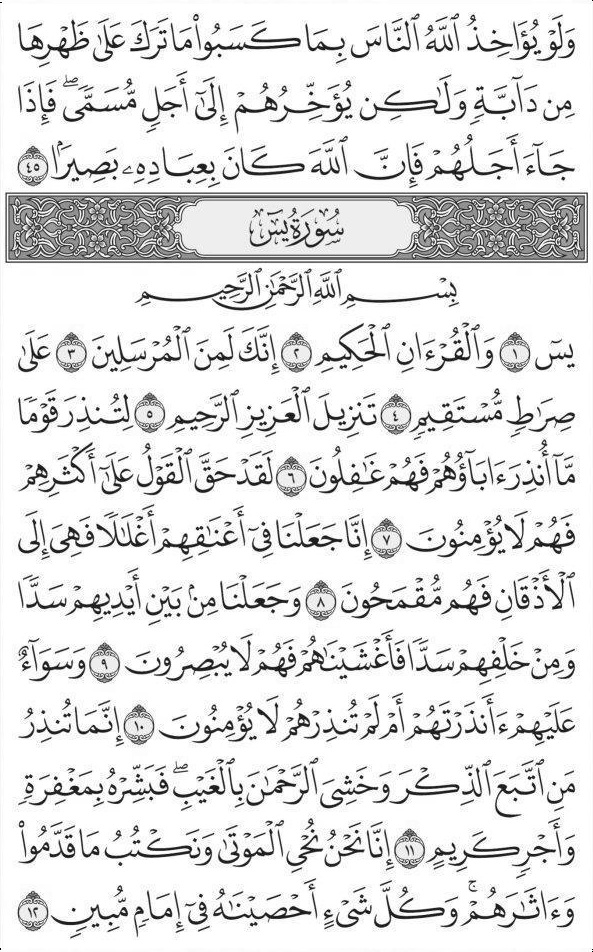 وَلَوْ يُؤَاخِذُ ٱللَّهُ ٱلنَّاسَ بِمَا كَسَبُوا۟ مَا تَرَكَ عَلَىٰ ظَهْرِهَا
مِن دَآبَّةٍ وَلَـٰكِن يُؤَخِّرُهُمْ إِلَىٰٓ أَجَلٍ مُّسَمًّى ۖ فَإِذَا
جَآءَ أَجَلُهُمْ فَإِنَّ ٱللَّهَ كَانَ بِعِبَادِهِۦ بَصِيرًۢا ٤٥
سُورَةُ يسٓ
بِسْمِ ٱللَّهِ ٱلرَّحْمَـٰنِ ٱلرَّحِيمِ
يسٓ ١ وَٱلْقُرْءَانِ ٱلْحَكِيمِ ٢ إِنَّكَ لَمِنَ ٱلْمُرْسَلِينَ ٣ عَلَىٰ
صِرَٰطٍ مُّسْتَقِيمٍ ٤ تَنزِيلَ ٱلْعَزِيزِ ٱلرَّحِيمِ ٥ لِتُنذِرَ قَوْمًا
مَّآ أُنذِرَ ءَابَآؤُهُمْ فَهُمْ غَـٰفِلُونَ ٦ لَقَدْ حَقَّ ٱلْقَوْلُ عَلَىٰٓ أَكْثَرِهِمْ
فَهُمْ لَا يُؤْمِنُونَ ٧ إِنَّا جَعَلْنَا فِىٓ أَعْنَـٰقِهِمْ أَغْلَـٰلًا فَهِىَ إِلَى
ٱلْأَذْقَانِ فَهُم مُّقْمَحُونَ ٨ وَجَعَلْنَا مِنۢ بَيْنِ أَيْدِيهِمْ سَدًّا
وَمِنْ خَلْفِهِمْ سَدًّا فَأَغْشَيْنَـٰهُمْ فَهُمْ لَا يُبْصِرُونَ ٩ وَسَوَآءٌ
عَلَيْهِمْ ءَأَنذَرْتَهُمْ أَمْ لَمْ تُنذِرْهُمْ لَا يُؤْمِنُونَ ١٠ إِنَّمَا تُنذِرُ
مَنِ ٱتَّبَعَ ٱلذِّكْرَ وَخَشِىَ ٱلرَّحْمَـٰنَ بِٱلْغَيْبِ ۖ فَبَشِّرْهُ بِمَغْفِرَةٍ
وَأَجْرٍ كَرِيمٍ ١١ إِنَّا نَحْنُ نُحْىِ ٱلْمَوْتَىٰ وَنَكْتُبُ مَا قَدَّمُوا۟
وَءَاثَـٰرَهُمْ ۚ وَكُلَّ شَىْءٍ أَحْصَيْنَـٰهُ فِىٓ إِمَامٍ مُّبِينٍ ١٢